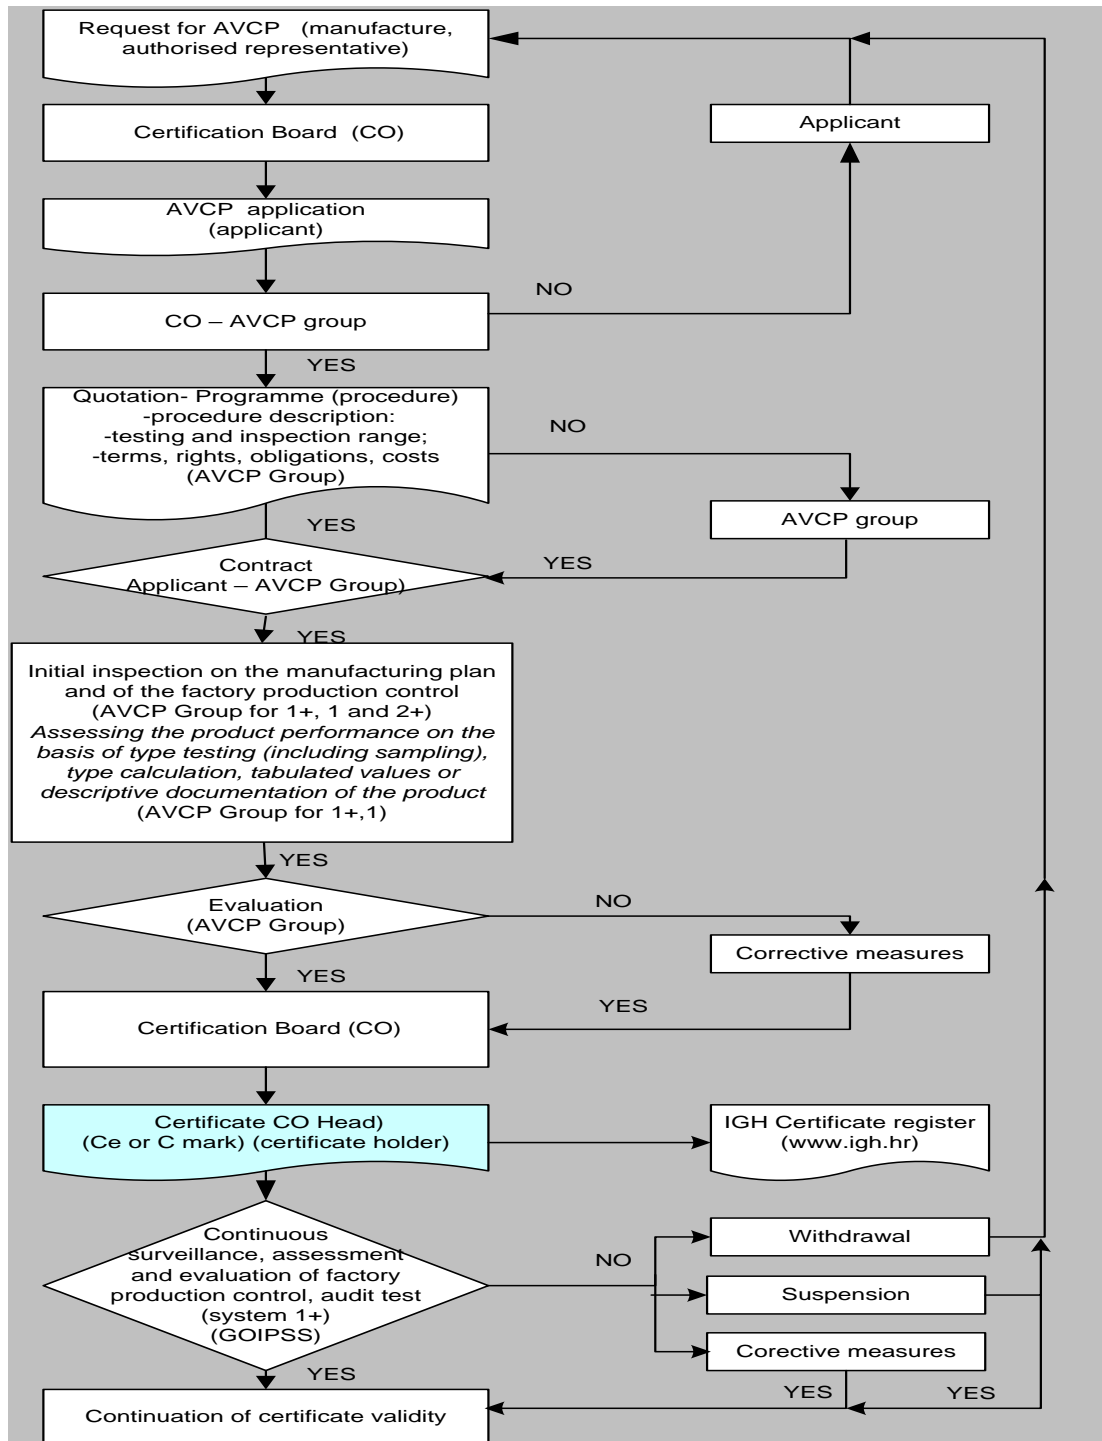 Request for AVCP (manufacture,
authorised representative)
Certification Board (CO)
Applicant
AVCP application
(applicant)
NO
CO – AVCP group
YES
Quotation- Programme (procedure)
-procedure description:
-testing and inspection range;
-terms, rights, obligations, costs
(AVCP Group)
NO
AVCP group
YES
Contract
Applicant – AVCP Group)
YES
YES
Initial inspection on the manufacturing plan
and of the factory production control
(AVCP Group for 1+, 1 and 2+)
Assessing the product performance on the
basis of type testing (including sampling),
type calculation, tabulated values or
descriptive documentation of the product
(AVCP Group for 1+,1)
YES
Evaluation
(AVCP Group)
NO
Corrective measures
YES
YES
Certification Board (CO)
Certificate CO Head)
(Ce or C mark) (certificate holder)
IGH Certificate register
(www.igh.hr)
Continuous
surveillance, assessment
and evaluation of factory
production control, audit test
(system 1+)
(GOIPSS)
NO
Withdrawal
Suspension
Corective measures
YES
YES
YES
Continuation of certificate validity